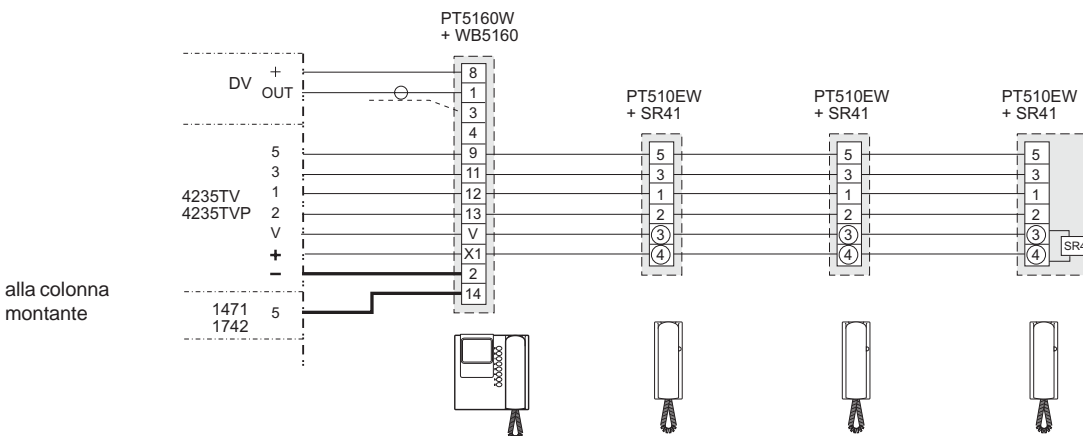 PT5160W
+ WB5160
DV
+
OUT
8
1
3
4
9
11
12
13
V
X1
2
14
PT510EW
+ SR41
PT510EW
+ SR41
PT510EW
+ SR41
5
3
1
2
V
+
−
4235TV
4235TVP
5
3
1
2
3
4
5
3
1
2
3
4
5
3
1
2
3
4
alla colonna
montante
1471
1742
5